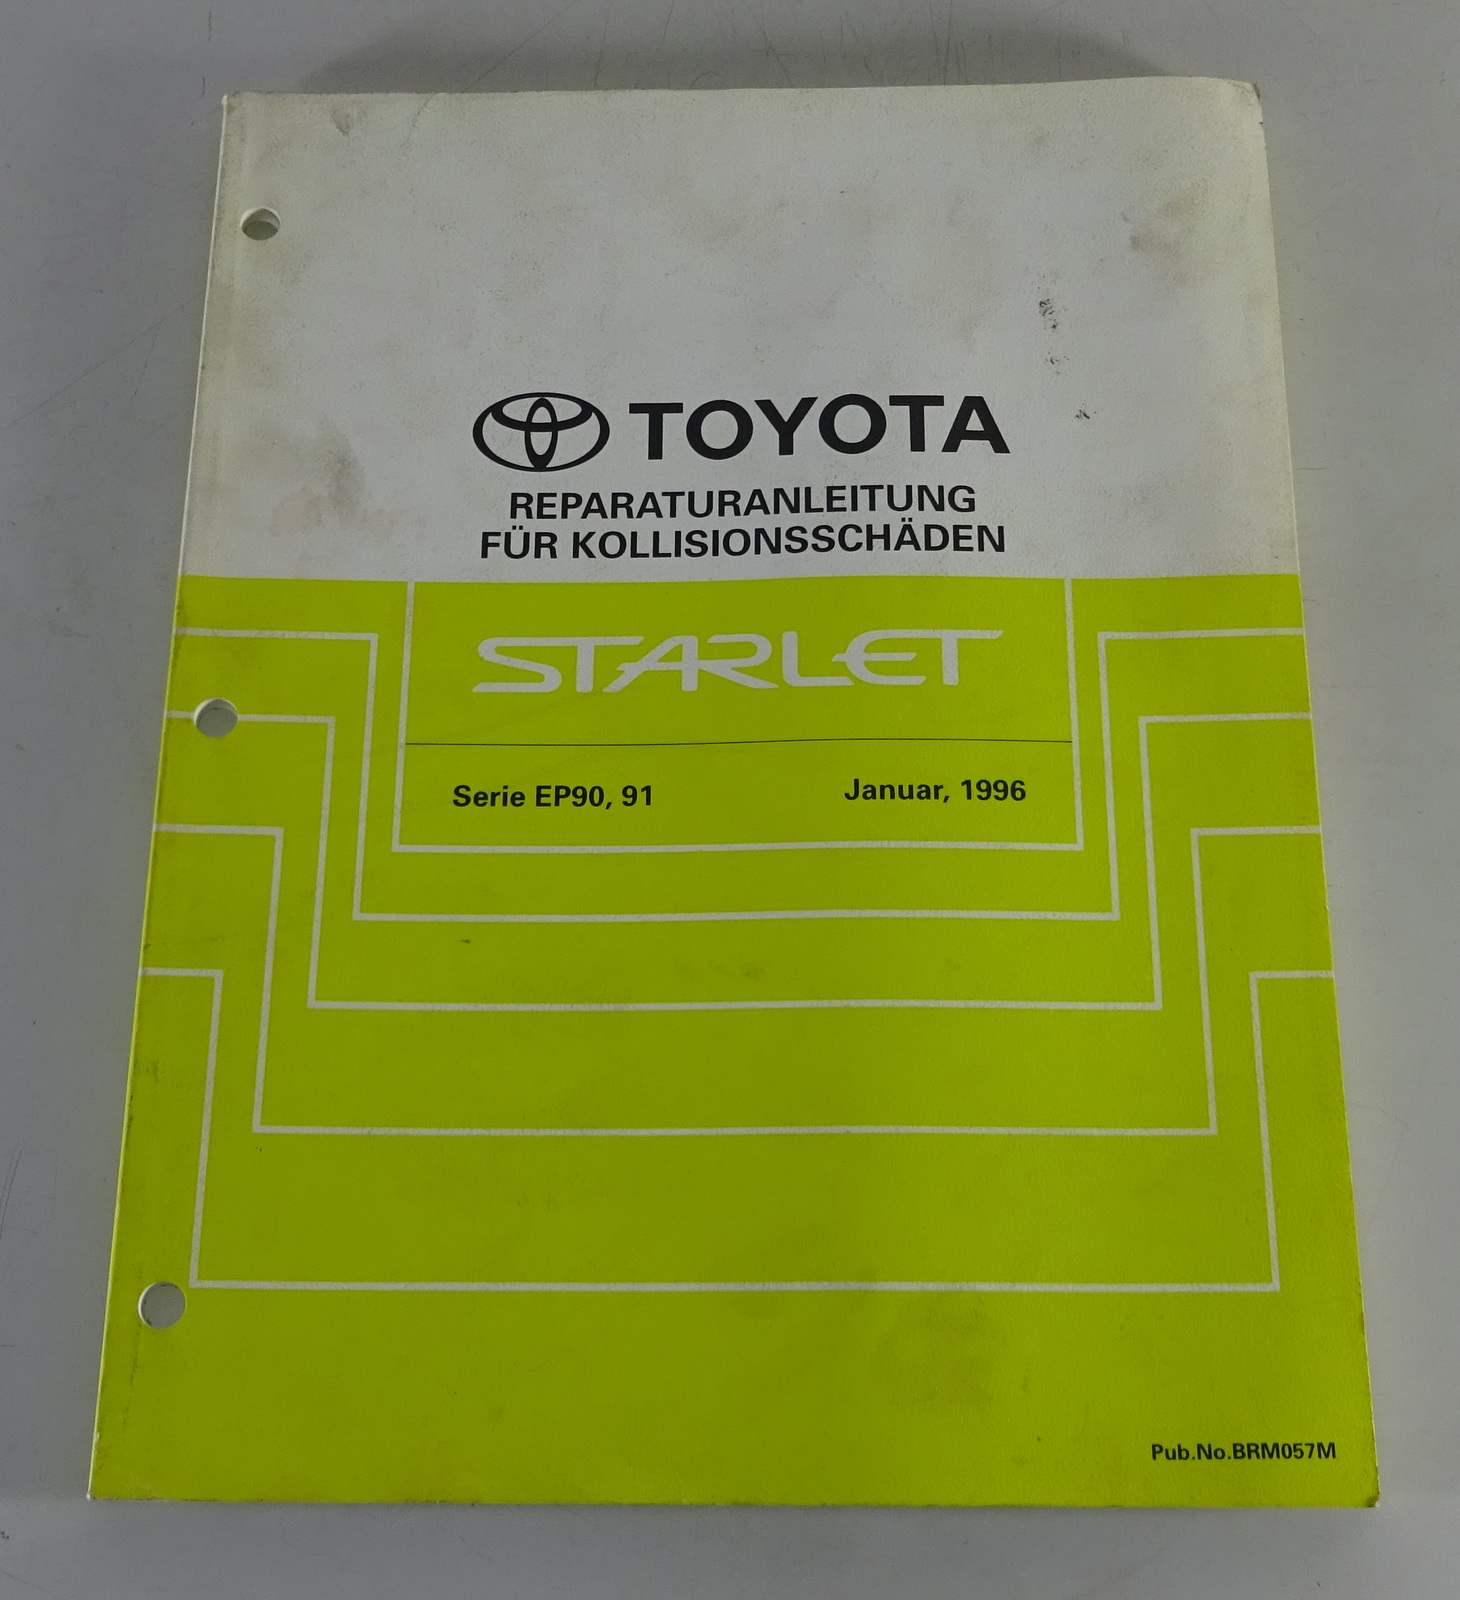 TOYOTA
REPARATURANLEITUNG
FÜR KOLLISIONSSCHÄDEN
STARLET
Serie EP90, 91 Januar, 1996
Pub.No.BRM057M